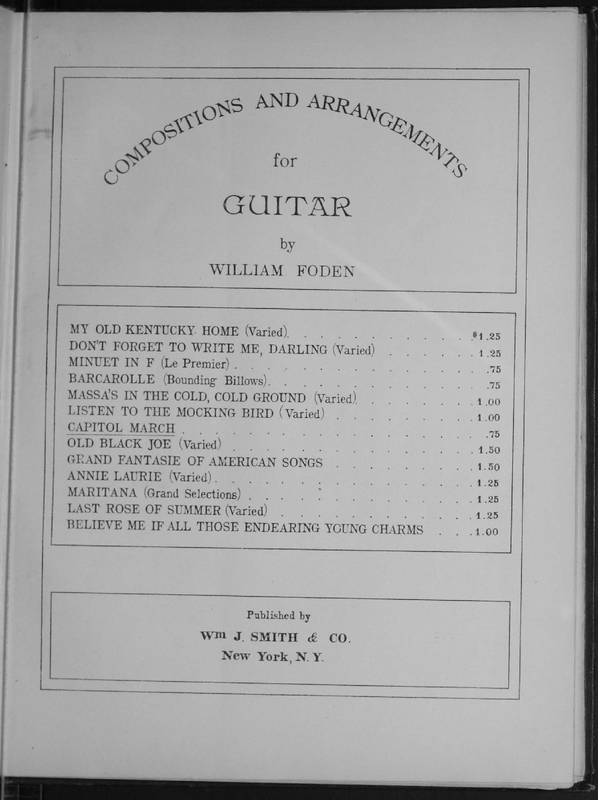 COMPOSITIONS AND ARRANGEMENTS
for
GUITAR
by
WILLIAM FODEN
MY OLD KENTUCKY HOME (Varied). . . . . . . . . . $1.25
DON'T FORGET TO WRITE ME, DARLING (Varied) . . . . . . 1.25
MINUET IN F (Le Premier) . . . . . . . . . . . . . .75
BARCAROLLE (Bounding Billows). . . . . . . . . . . .75
MASSA'S IN THE COLD, COLD GROUND (Varied). . . . . . . 1.00
LISTEN TO THE MOCKING BIRD (Varied) . . . . . . . . 1.00
CAPITOL MARCH . . . . . . . . . . . . . . .75
OLD BLACK JOE (Varied) . . . . . . . . . . . . . 1.50
GRAND FANTASIE OF AMERICAN SONGS . . . . . . . . 1.50
ANNIE LAURIE (Varied). . . . . . . . . . . . . 1.25
MARITANA (Grand Selections) . . . . . . . . . . . . 1.25
LAST ROSE OF SUMMER (Varied) . . . . . . . . . . . 1.25
BELIEVE ME IF ALL THOSE ENDEARING YOUNG CHARMS . . . 1.00
Published by
Wm J. SMITH & CO.
New York, N.Y.